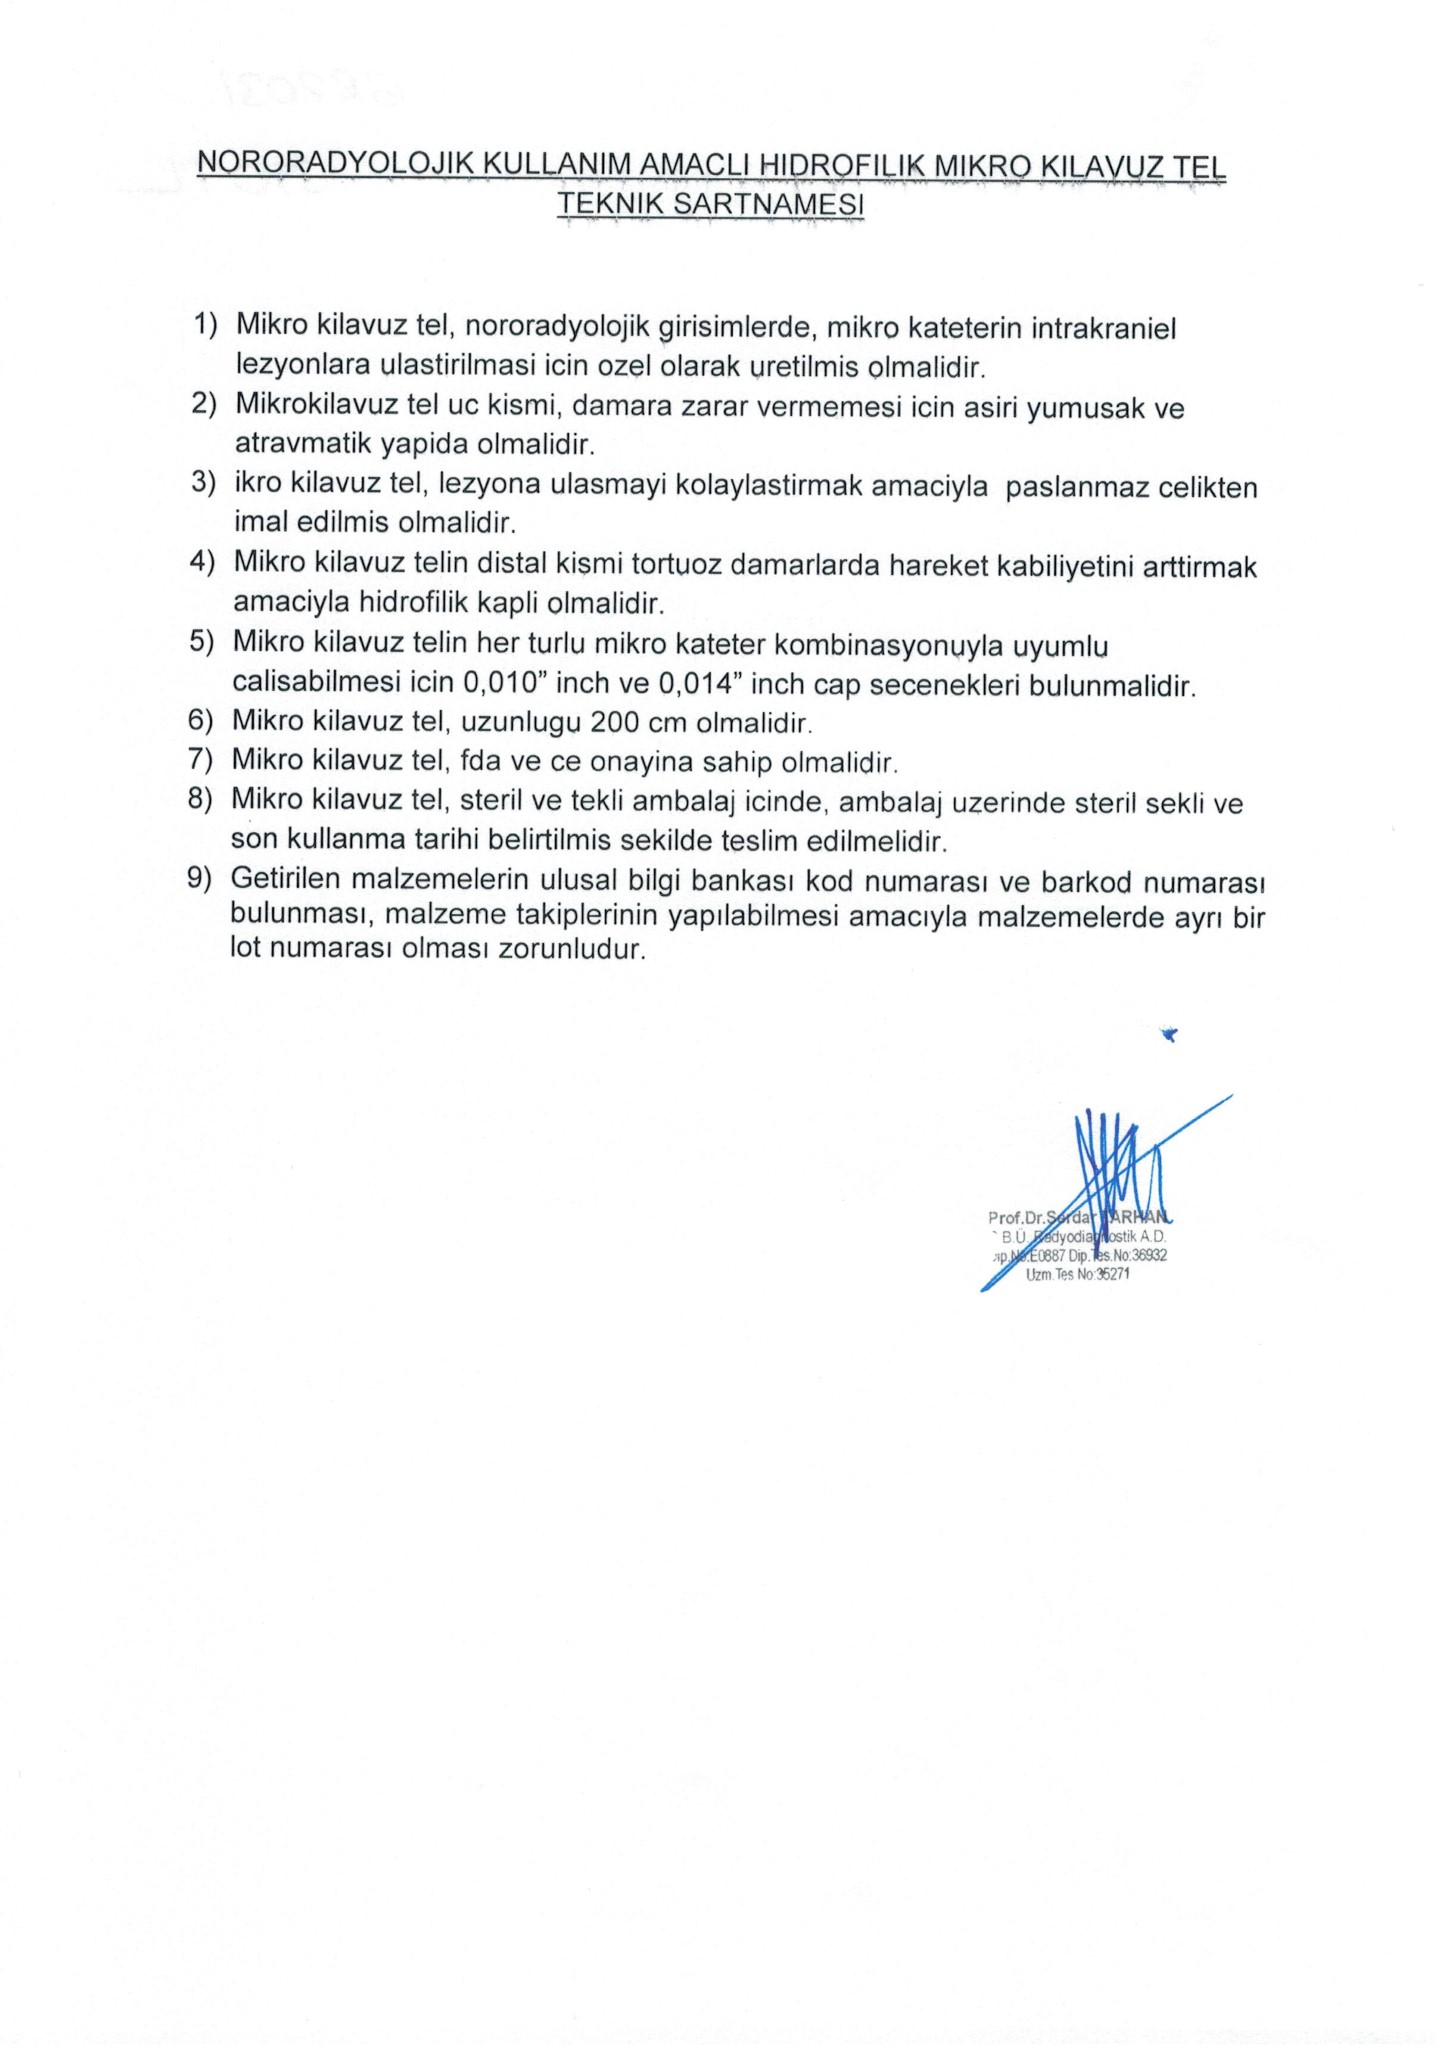 NORORADYOLOJIK KULLANIM AMACLI HIDROFILIK MIKRO KILAVUZ TEL
TEKNIK SARTNAMESI
1) Mikro kilavuz tel, nororadyolojik girisimlerde, mikro kateterin intrakraniel
lezyonlara ulastirilmasi icin ozel olarak uretilmis olmalidir.
2) Mikrokilavuz tel uc kismi, damara zarar vermemesi icin asiri yumusak ve
atravmatik yapida olmalidir.
3) ikro kilavuz tel, lezyona ulasmayi kolaylastirmak amaciyla paslanmaz celikten
imal edilmis olmalidir.
4) Mikro kilavuz telin distal kismi tortuoz damarlarda hareket kabiliyetini arttirmak
amaciyla hidrofilik kapli olmalidir.
5) Mikro kilavuz telin her turlu mikro kateter kombinasyonuyla uyumlu
calisabilmesi icin 0,010” inch ve 0,014” inch cap secenekleri bulunmalidir.
6) Mikro kilavuz tel, uzunlugu 200 cm olmalidir.
7) Mikro kilavuz tel, fda ve ce onayina sahip olmalidir.
8) Mikro kilavuz tel, steril ve tekli ambalaj icinde, ambalaj uzerinde steril sekli ve
son kullanma tarihi belirtilmis sekilde teslim edilmelidir.
9) Getirilen malzemelerin ulusal bilgi bankası kod numarası ve barkod numarası
bulunması, malzeme takiplerinin yapılabilmesi amacıyla malzemelerde ayrı bir
lot numarası olması zorunludur.
Prof.Dr.Serdar TARHAN
B.Ü. Radyodiagnostik A.D.
E0887 Dip.Tes.No:36932
Uzm.Tes No:35271